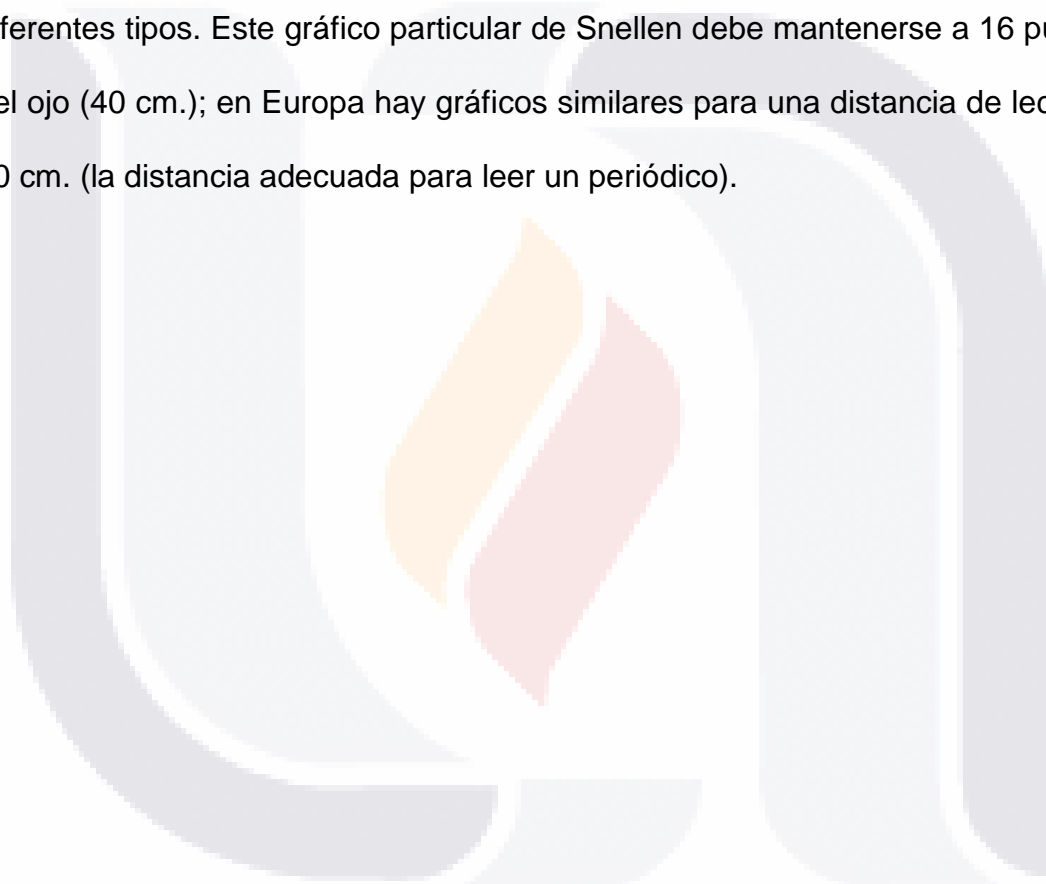 ferentes tipos. Este gráfico particular de Snellen debe mantenerse a 16 pu
el ojo (40 cm.); en Europa hay gráficos similares para una distancia de lec
0 cm. (la distancia adecuada para leer un periódico).